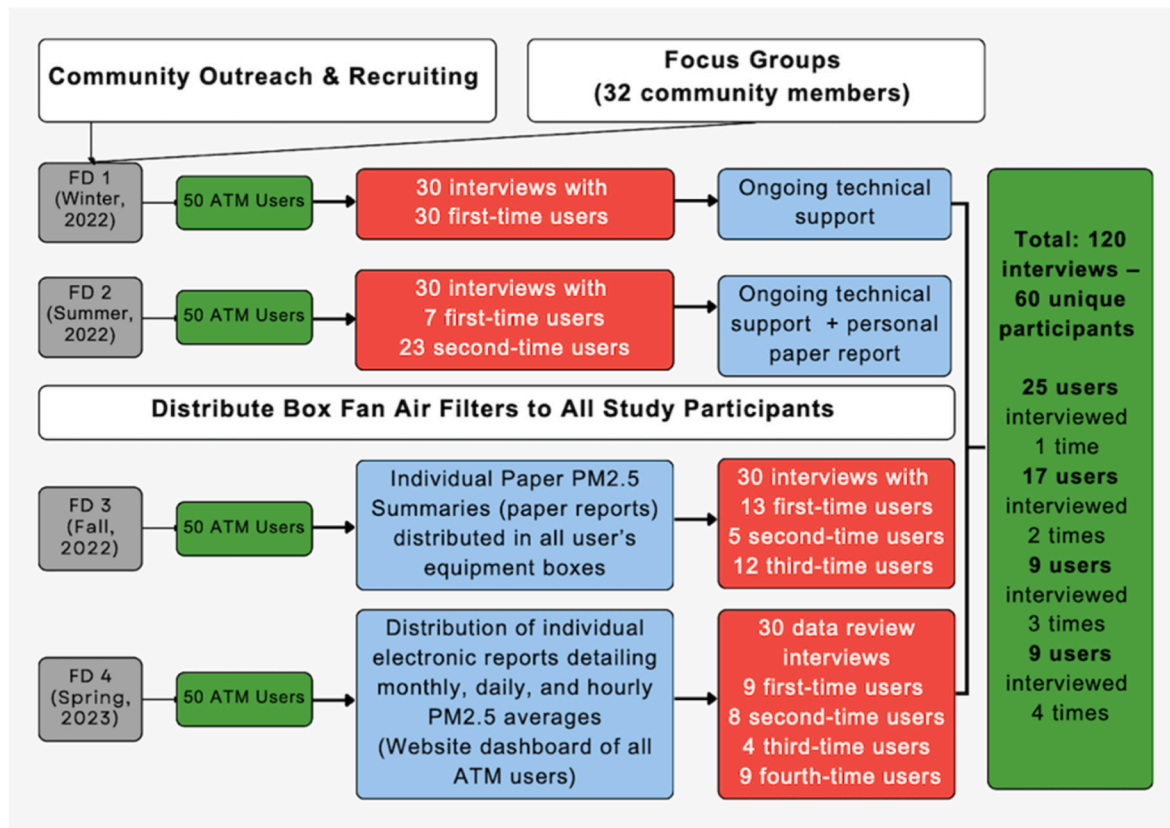 Community Outreach & Recruiting
Focus Groups
(32 community members)
FD 1
(Winter,
2022)
50 ATM Users
30 interviews with
30 first-time users
Ongoing technical
support
FD 2
(Summer,
2022)
50 ATM Users
30 interviews with
7 first-time users
23 second-time users
Ongoing technical
support + personal
paper report
Distribute Box Fan Air Filters to All Study Participants
FD 3
(Fall,
2022)
50 ATM Users
Individual Paper PM2.5
Summaries (paper reports)
distributed in all user's
equipment boxes
30 interviews with
13 first-time users
5 second-time users
12 third-time users
FD 4
(Spring,
2023)
50 ATM Users
Distribution of individual
electronic reports detailing
monthly, daily, and hourly
PM2.5 averages
(Website dashboard of all
ATM users)
30 data review
interviews
9 first-time users
8 second-time users
4 third-time users
9 fourth-time users
Total: 120
interviews –
60 unique
participants
25 users
interviewed
1 time
17 users
interviewed
2 times
9 users
interviewed
3 times
9 users
interviewed
4 times